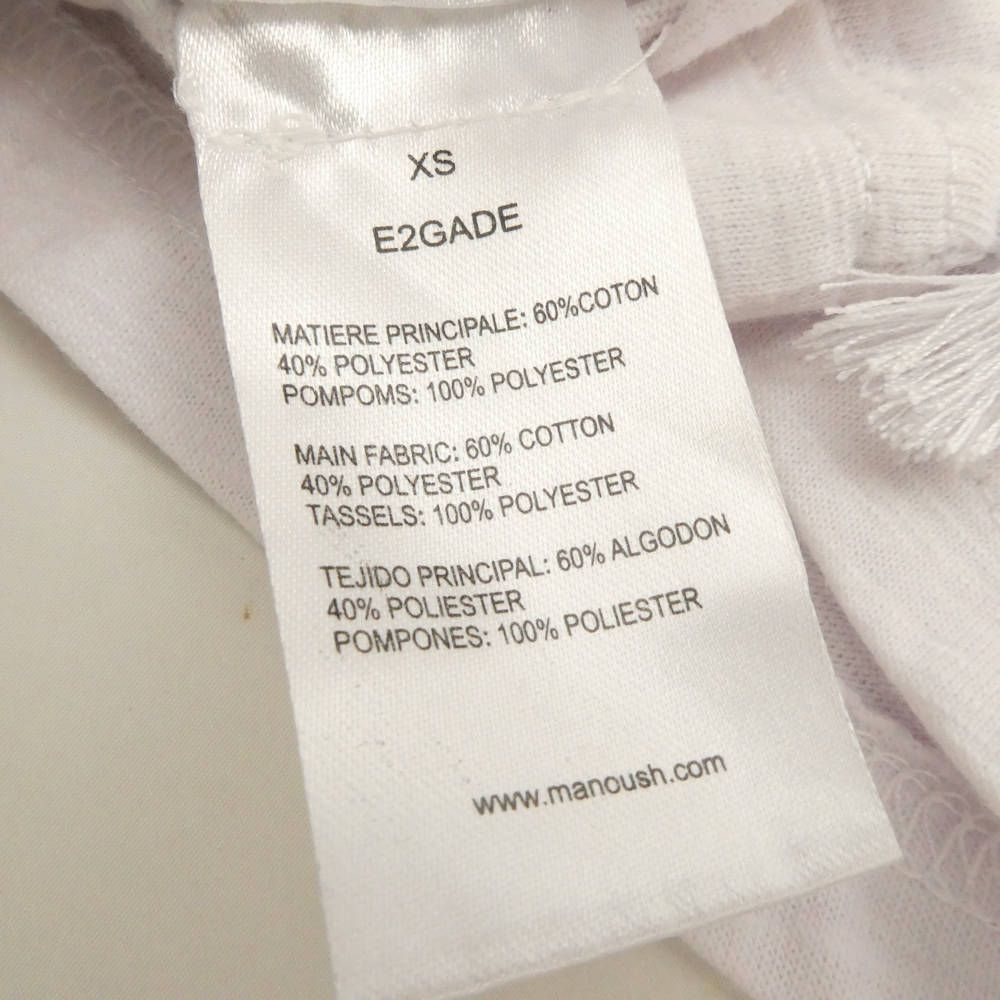 XS
E2GADE
MATIERE PRINCIPALE: 60%COTON
40% POLYESTER
POMPOMS: 100% POLYESTER
MAIN FABRIC: 60% COTTON
40% POLYESTER
TASSELS: 100% POLYESTER
TEJIDO PRINCIPAL: 60% ALGODON
40% POLIESTER
POMPONES: 100% POLIESTER
www.manoush.com